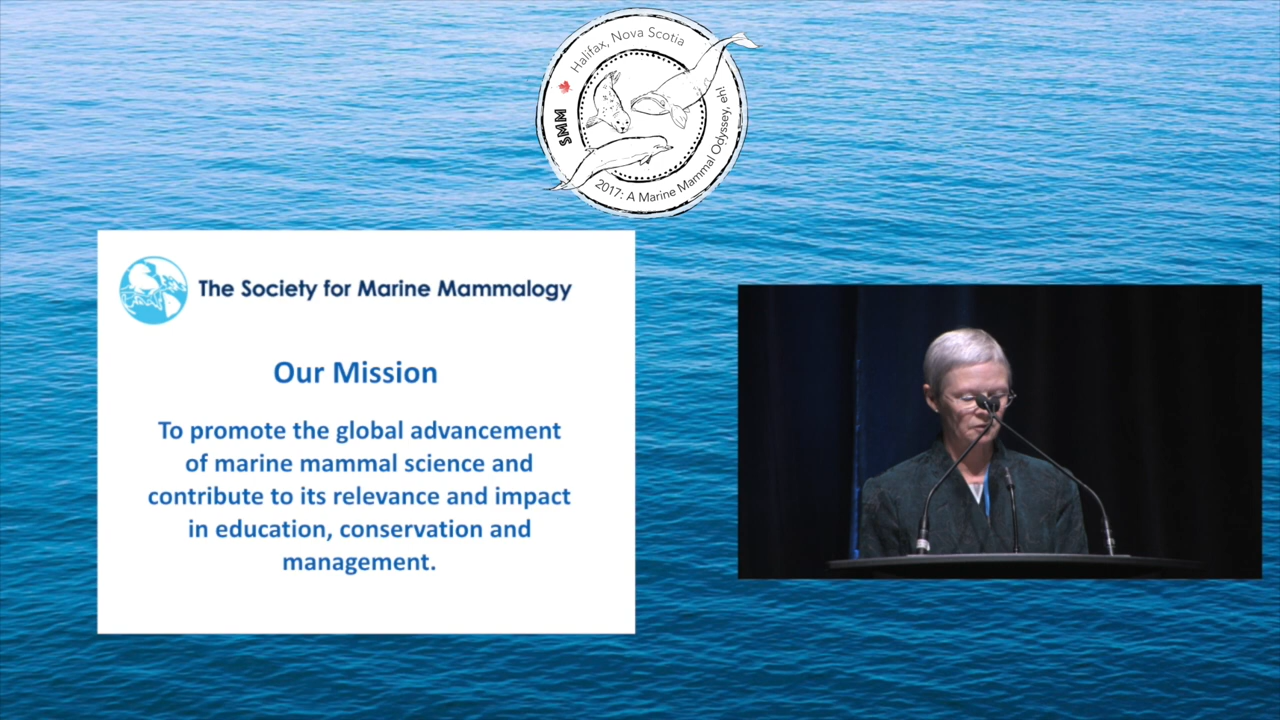 SMM Halifax, Nova Scotia
2017: A Marine Mammal Odyssey, eh!
The Society for Marine Mammalogy
Our Mission
To promote the global advancement
of marine mammal science and
contribute to its relevance and impact
in education, conservation and
management.